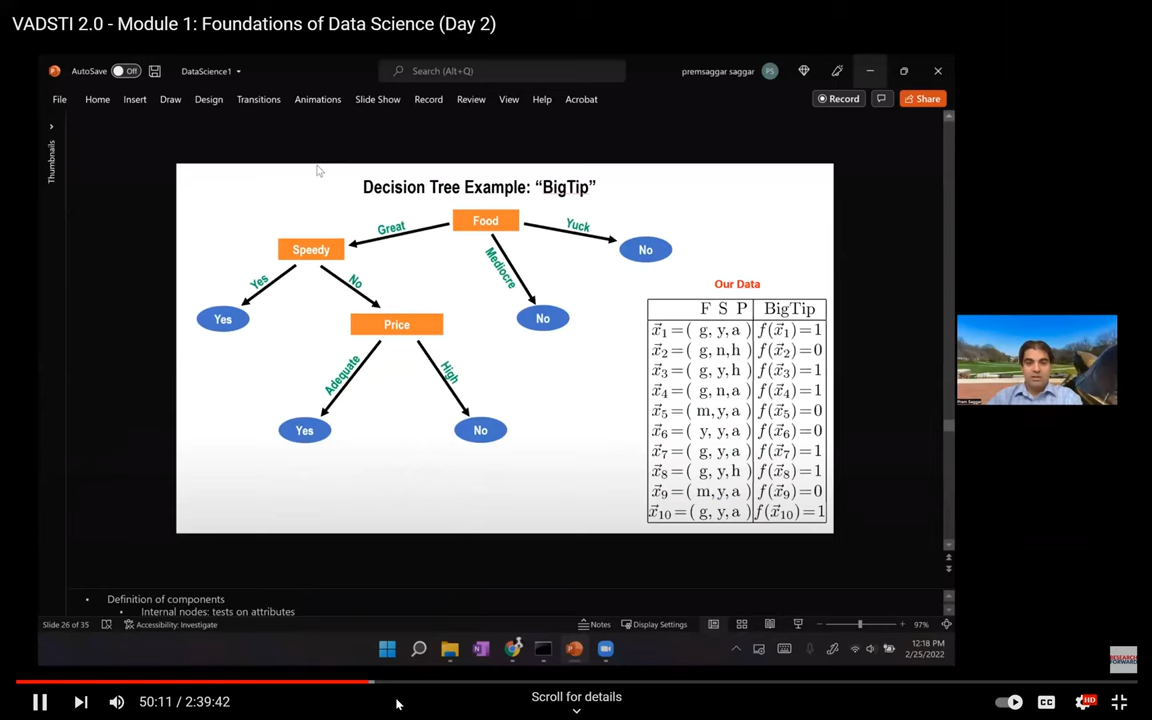 VADSTI 2.0 - Module 1: Foundations of Data Science (Day 2)
AutoSave Off DataScience1 Search (Alt+Q) premsaggar saggar PS
File Home Insert Draw Design Transitions Animations Slide Show Record Review View Help Acrobat Record Share
Thumbnails
Decision Tree Example: “BigTip”
Food
Great
Yuck
Speedy
No
Mediocre
Yes
No
Yes
Price
No
Adequate
High
Yes
No
Our Data
F S P BigTip
x⃗1=( g, y,a ) f(x⃗1)=1
x⃗2=( g, n,h ) f(x⃗2)=0
x⃗3=( g, y,h ) f(x⃗3)=1
x⃗4=( g, n,a ) f(x⃗4)=1
x⃗5=( m,y,a ) f(x⃗5)=0
x⃗6=( y, y,a ) f(x⃗6)=0
x⃗7=( g, y,a ) f(x⃗7)=1
x⃗8=( g, y,h ) f(x⃗8)=1
x⃗9=( m,y,a ) f(x⃗9)=0
x⃗10=( g, y,a ) f(x⃗10)=1
Prem Saggar
• Definition of components
• Internal nodes: tests on attributes
Slide 26 of 35 Accessibility: Investigate Notes Display Settings 97%
12:18 PM
2/25/2022
RESEARCH
FORWARD
50:11 / 2:39:42 Scroll for details CC HD